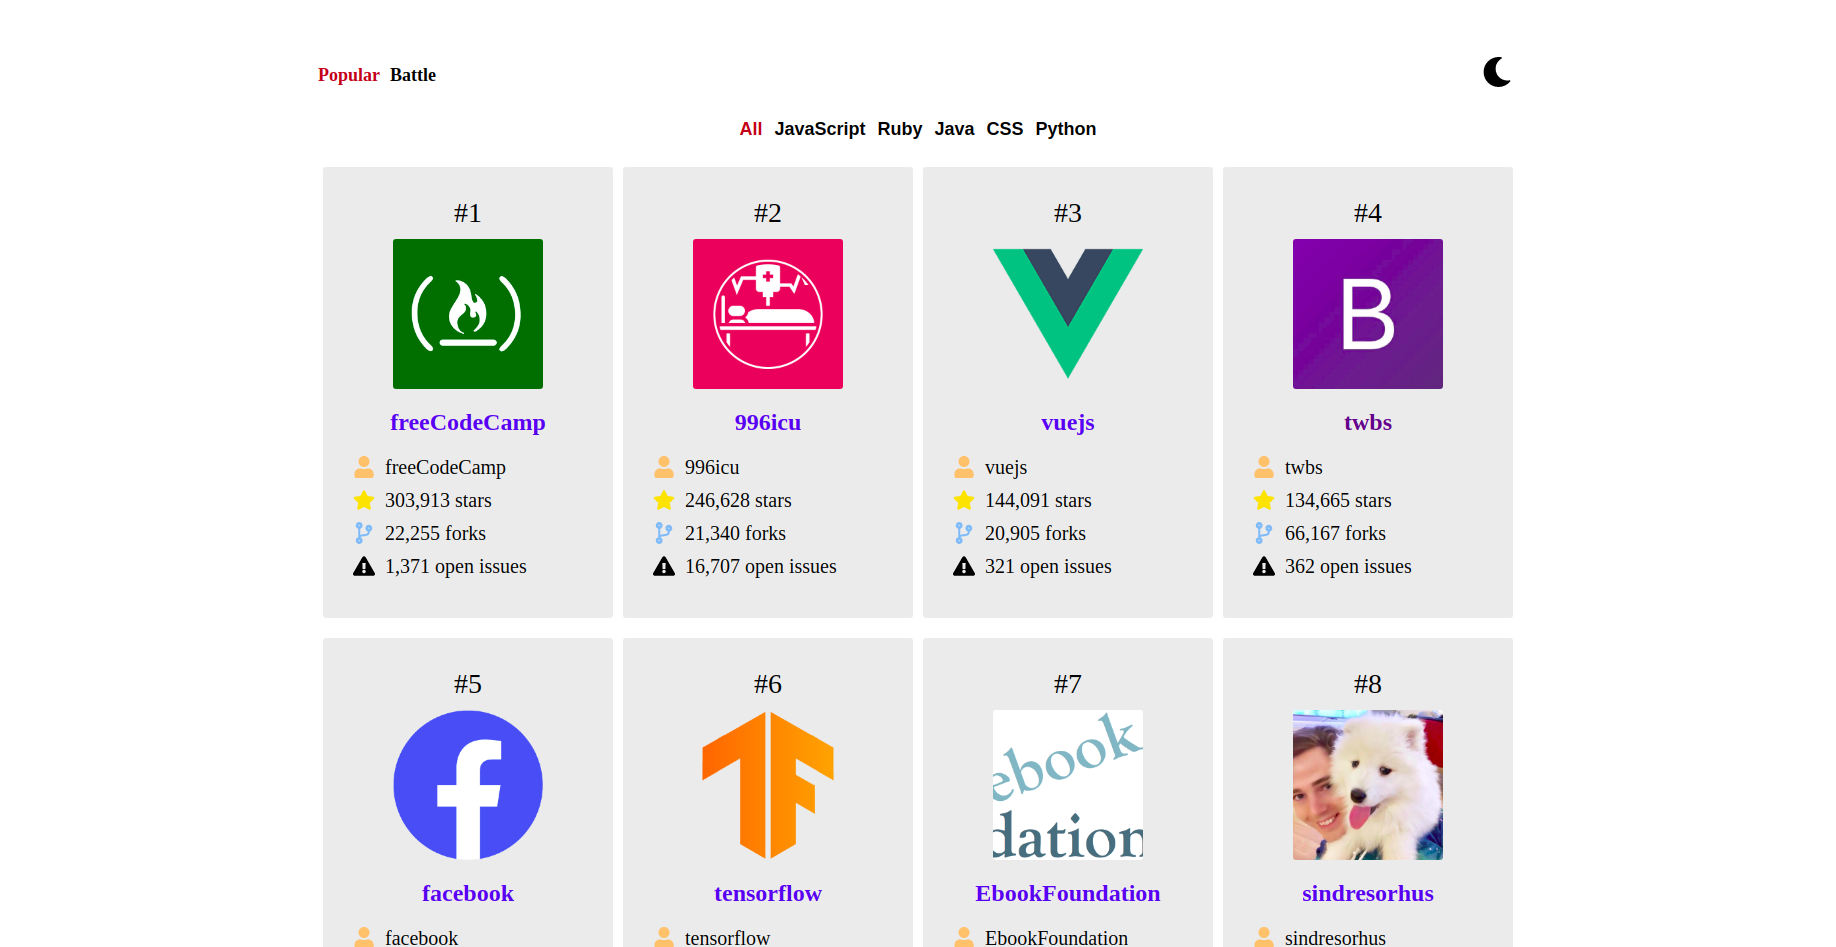 Popular Battle
All JavaScript Ruby Java CSS Python
#1
freeCodeCamp
freeCodeCamp
303,913 stars
22,255 forks
1,371 open issues
#2
996icu
996icu
246,628 stars
21,340 forks
16,707 open issues
#3
vuejs
vuejs
144,091 stars
20,905 forks
321 open issues
#4
B
twbs
twbs
134,665 stars
66,167 forks
362 open issues
#5
f
facebook
facebook
#6
TF
tensorflow
tensorflow
#7
ebook
dation
EbookFoundation
EbookFoundation
#8
sindresorhus
sindresorhus